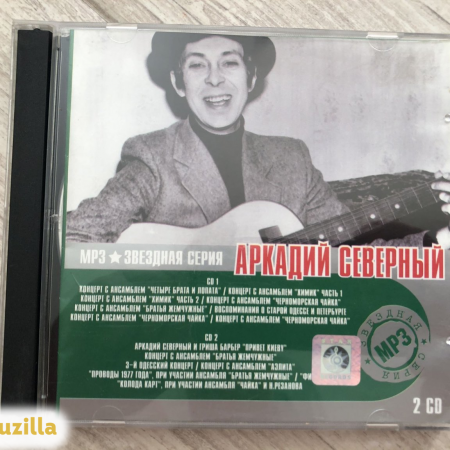 MP3 ★ ЗВЕЗДНАЯ СЕРИЯ
АРКАДИЙ СЕВЕРНЫЙ
CD 1
КОНЦЕРТ С АНСАМБЛЕМ "ЧЕТЫРЕ БРАТА И ЛОПАТА" / КОНЦЕРТ С АНСАМБЛЕМ "ХИМИК" ЧАСТЬ 1
КОНЦЕРТ С АНСАМБЛЕМ "ХИМИК" ЧАСТЬ 2 / КОНЦЕРТ С АНСАМБЛЕМ "ЧЕРНОМОРСКАЯ ЧАЙКА"
КОНЦЕРТ С АНСАМБЛЕМ "БРАТЬЯ ЖЕМЧУЖНЫЕ" / ВОСПОМИНАНИЯ О СТАРОЙ ОДЕССЕ И ПЕТЕРБУРГЕ
КОНЦЕРТ С АНСАМБЛЕМ "ЧЕРНОМОРСКАЯ ЧАЙКА" / КОНЦЕРТ С АНСАМБЛЕМ "ЧЕРНОМОРСКАЯ ЧАЙКА"
CD 2
АРКАДИЙ СЕВЕРНЫЙ И ГРИША БАРБЕР "ПРИВЕТ КИЕВУ"
КОНЦЕРТ С АНСАМБЛЕМ "БРАТЬЯ ЖЕМЧУЖНЫЕ"
3-Й ОДЕССКИЙ КОНЦЕРТ / КОНЦЕРТ С АНСАМБЛЕМ "АЭЛИТА"
"ПРОВОДЫ 1977 ГОДА", ПРИ УЧАСТИИ АНСАМБЛЯ "БРАТЬЯ ЖЕМЧУЖНЫЕ" /
"КОЛОДА КАРТ", ПРИ УЧАСТИИ АНСАМБЛЯ "ЧАЙКА" И В.РЕЗАНОВА
ЗВЕЗДНАЯ
MP3
СЕРИЯ
2 CD
uzilla